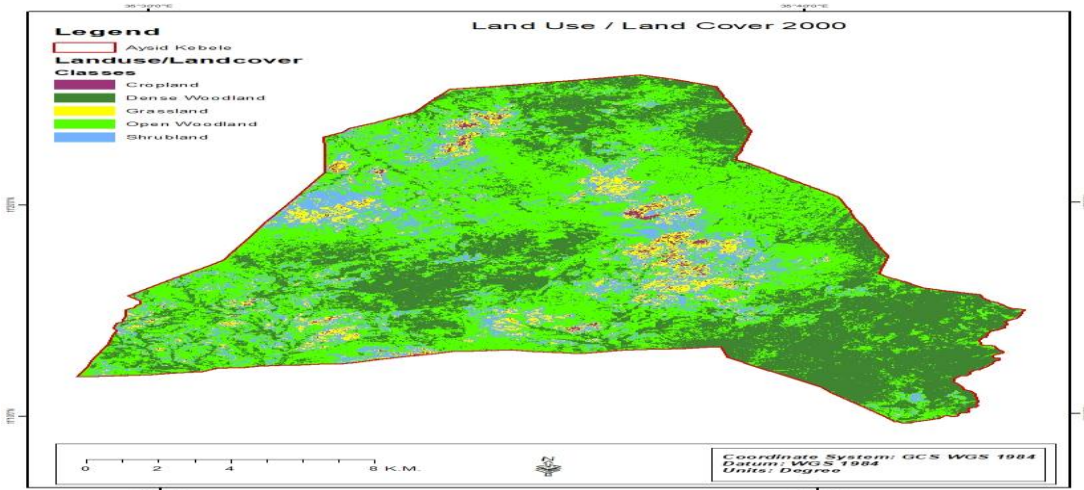 Land Use / Land Cover 2000
Legend
Aysid Kebele
Landuse/Landcover
Classes
Cropland
Dense Woodland
Grassland
Open Woodland
Shrubland
0 2 4 8 K.M.
N
Coordinate System: GCS WGS 1984
Datum: WGS 1984
Units: Degree